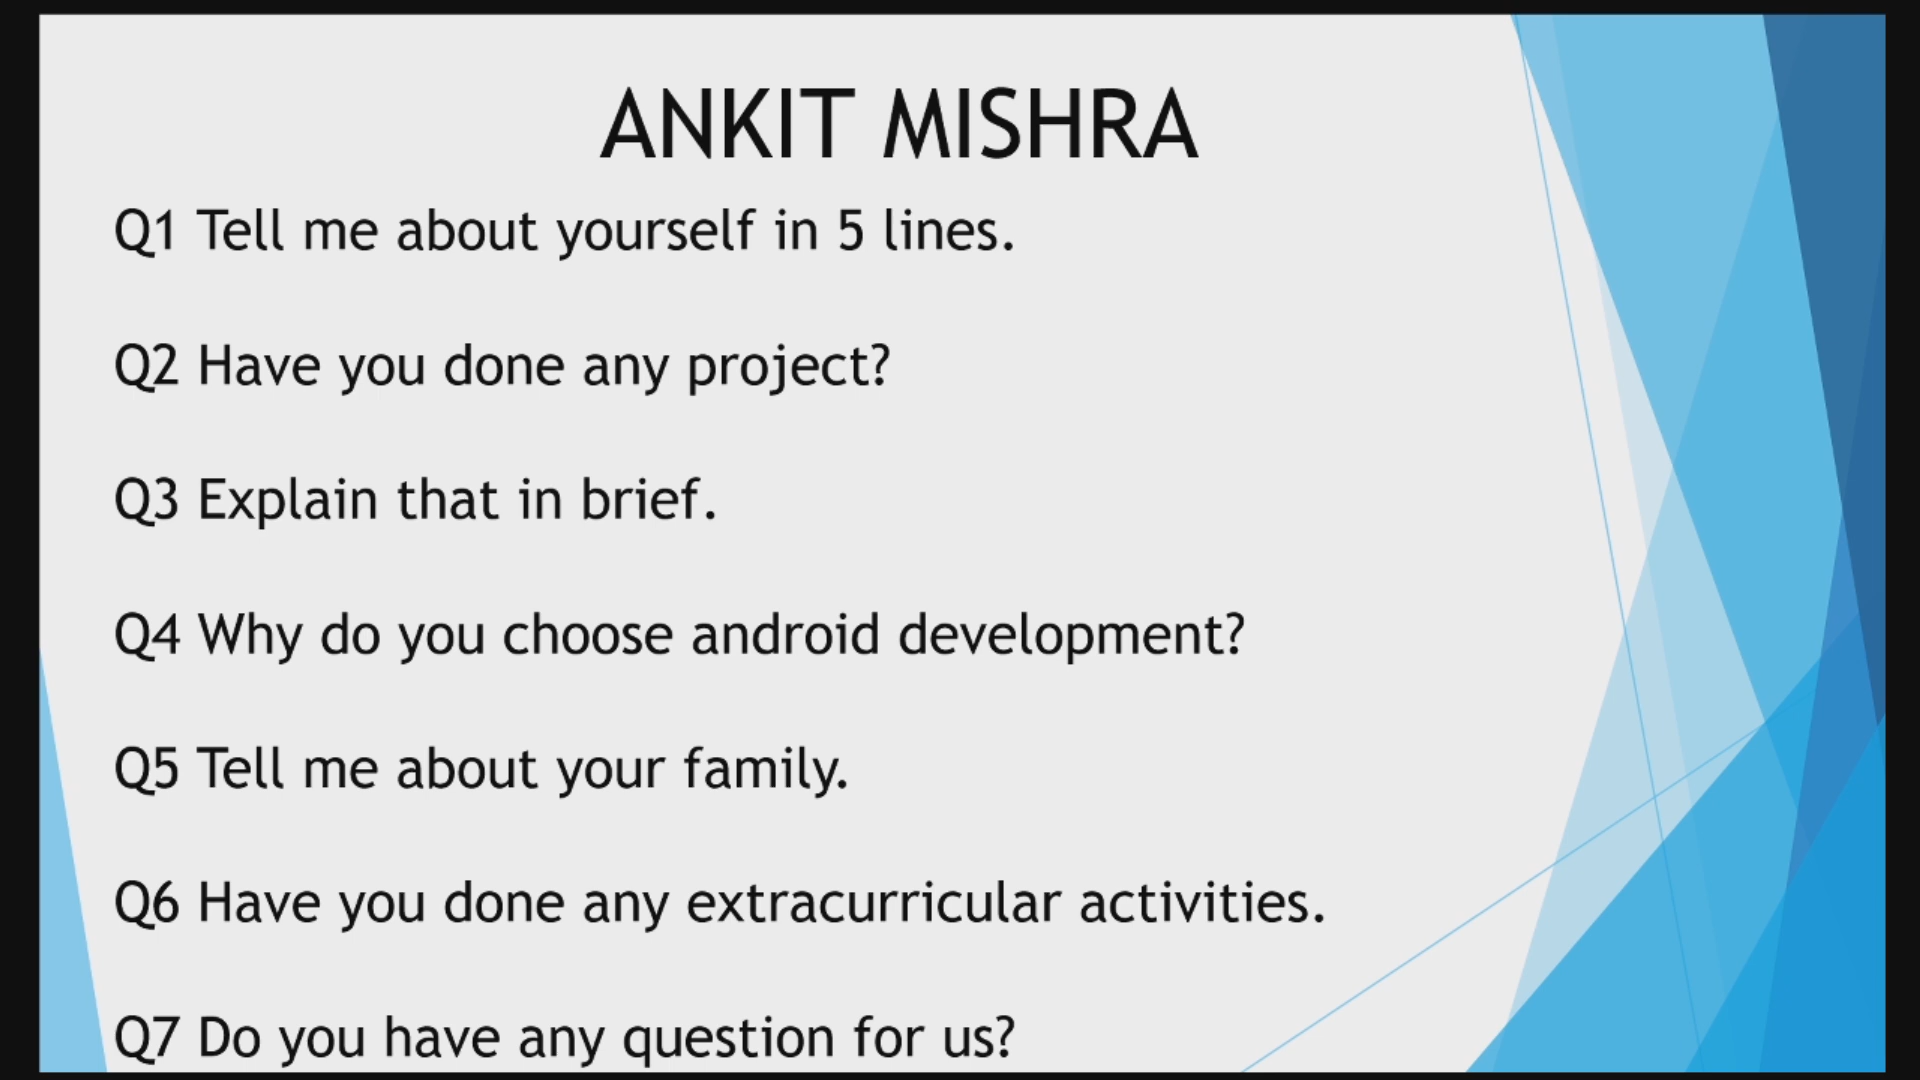 ANKIT MISHRA
Q1 Tell me about yourself in 5 lines.
Q2 Have you done any project?
Q3 Explain that in brief.
Q4 Why do you choose android development?
Q5 Tell me about your family.
Q6 Have you done any extracurricular activities.
Q7 Do you have any question for us?